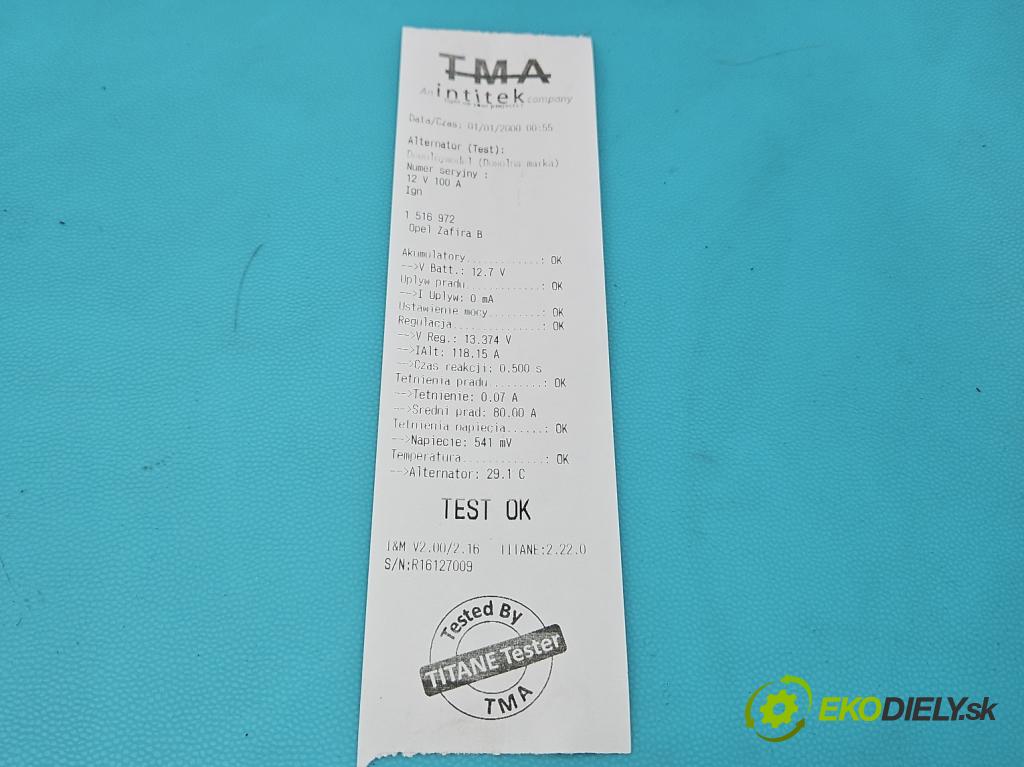 TMA
An intitek company
Data/Czas: 01/01/2000 00:55
Alternator (Test):
(Dowolna marka)
Numer seryjny :
12 V 100 A
Ign
1 516 972
Opel Zafira B
Akumulatory............: OK
-->V Batt.: 12.7 V
Uplyw pradu............: OK
-->I Uplyw: 0 mA
Ustawienie mocy........: OK
Regulacja..............: OK
-->V Reg.: 13.374 V
-->IAlt: 118.15 A
-->Czas reakcji: 0.500 s
Tetnienia pradu........: OK
-->Tetnienie: 0.07 A
-->Sredni prad: 80.00 A
Tetnienia napiecia......: OK
-->Napiecie: 541 mV
Temperatura............: OK
-->Alternator: 29.1 C
TEST OK
I&M V2.00/2.16 TITANE:2.22.0
S/N:R16127009
Tested By
TITANE Tester
TMA
EKODIELY.sk